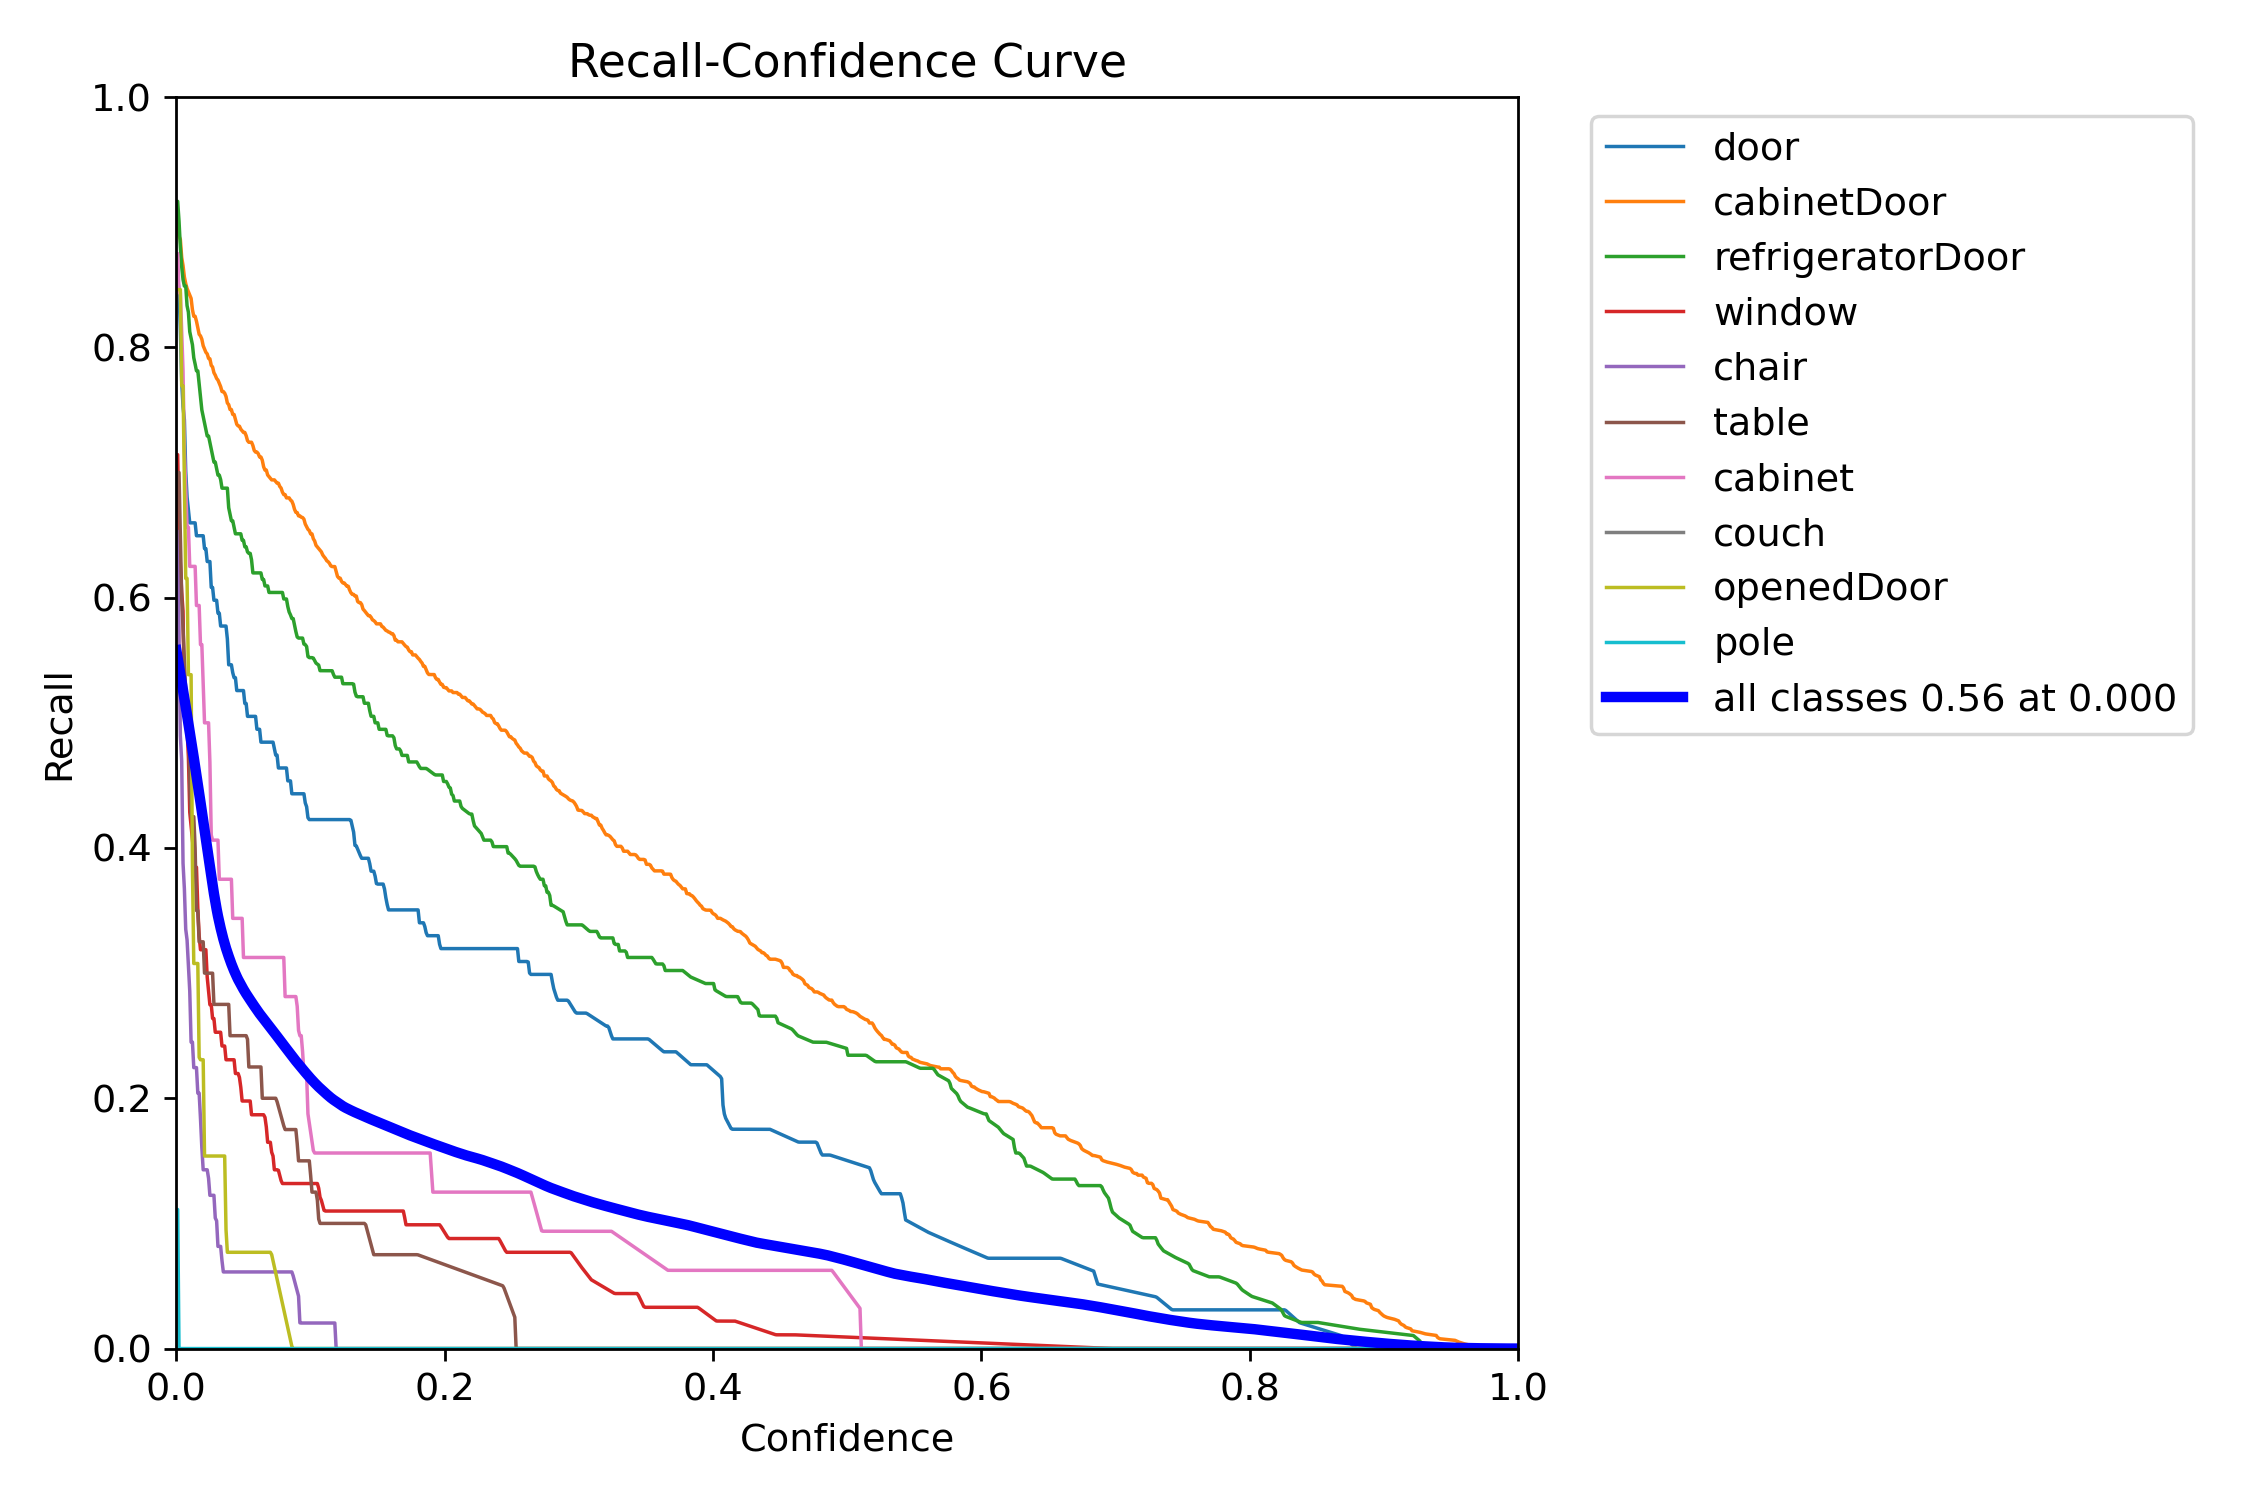 Recall-Confidence Curve
1.0
0.8
0.6
0.4
0.2
0.0
Recall
0.0 0.2 0.4 0.6 0.8 1.0
Confidence
door
cabinetDoor
refrigeratorDoor
window
chair
table
cabinet
couch
openedDoor
pole
all classes 0.56 at 0.000